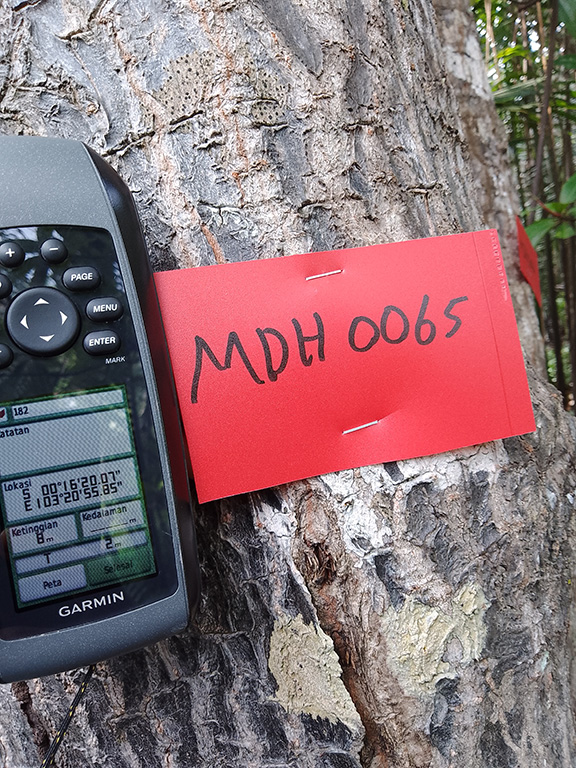 PAGE
MENU
ENTER
MARK
182
atatan
Lokasi
S 00°16'20.07"
E103°20'55.85"
Ketinggian
8 m
Kedalaman
m
2 m
Peta
Selesai
GARMIN
MDH 0065